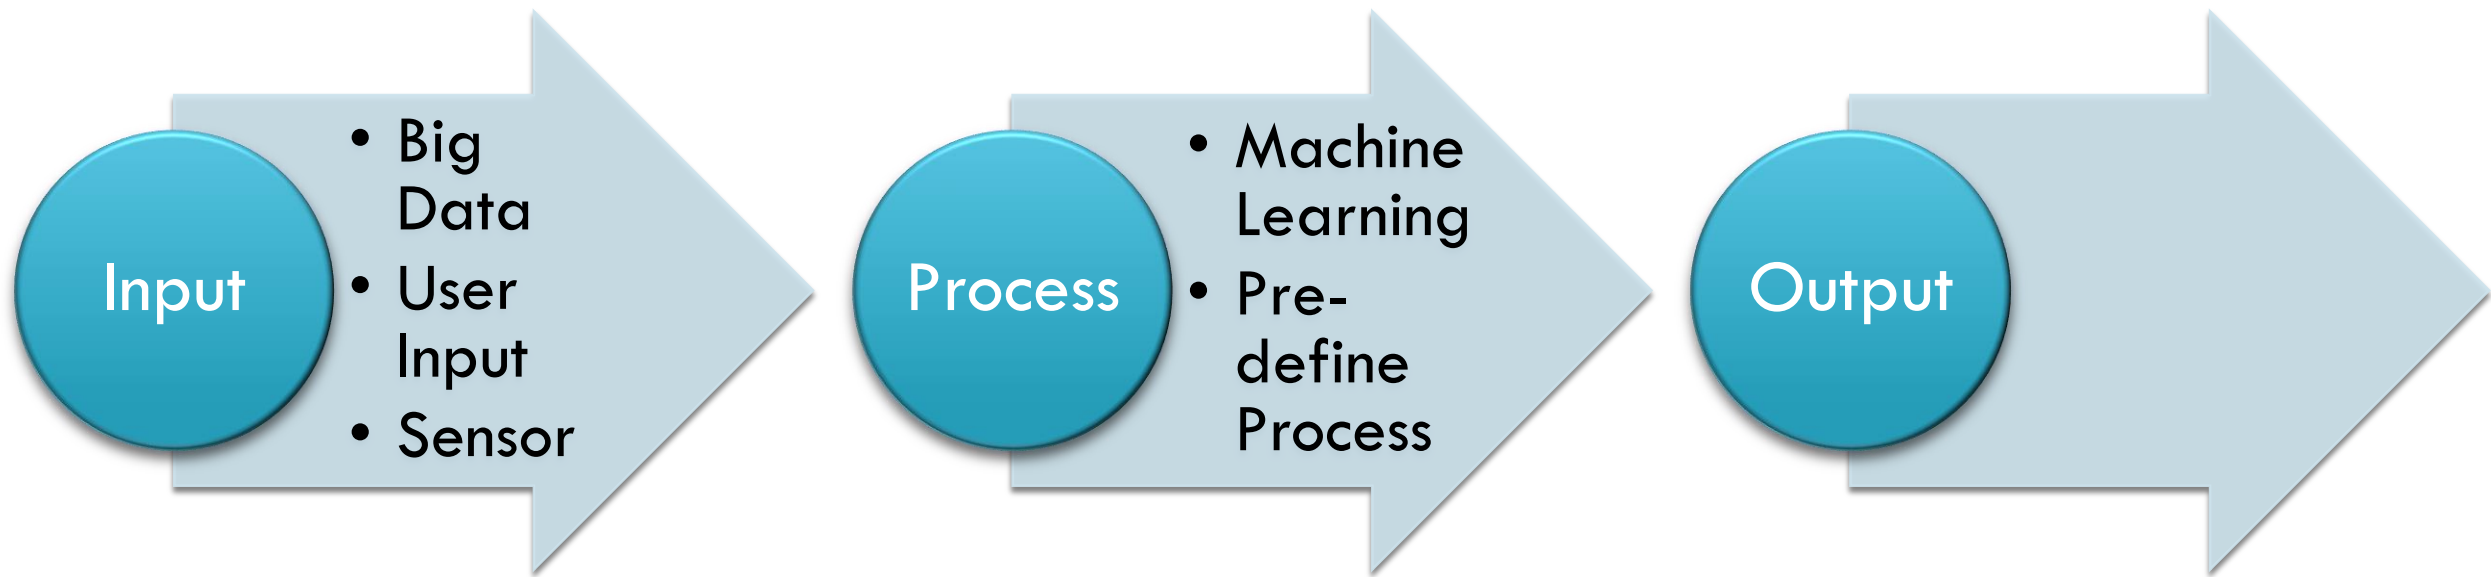 Input
• Big
Data
• User
Input
• Sensor
Process
• Machine
Learning
• Pre-
define
Process
Output